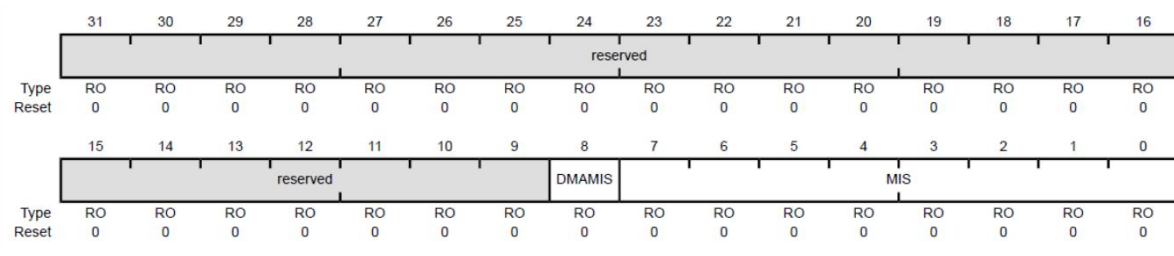 31 30 29 28 27 26 25 24 23 22 21 20 19 18 17 16
reserved
Type RO RO RO RO RO RO RO RO RO RO RO RO RO RO RO RO
Reset 0 0 0 0 0 0 0 0 0 0 0 0 0 0 0 0
15 14 13 12 11 10 9 8 7 6 5 4 3 2 1 0
reserved DMAMIS MIS
Type RO RO RO RO RO RO RO RO RO RO RO RO RO RO RO RO
Reset 0 0 0 0 0 0 0 0 0 0 0 0 0 0 0 0